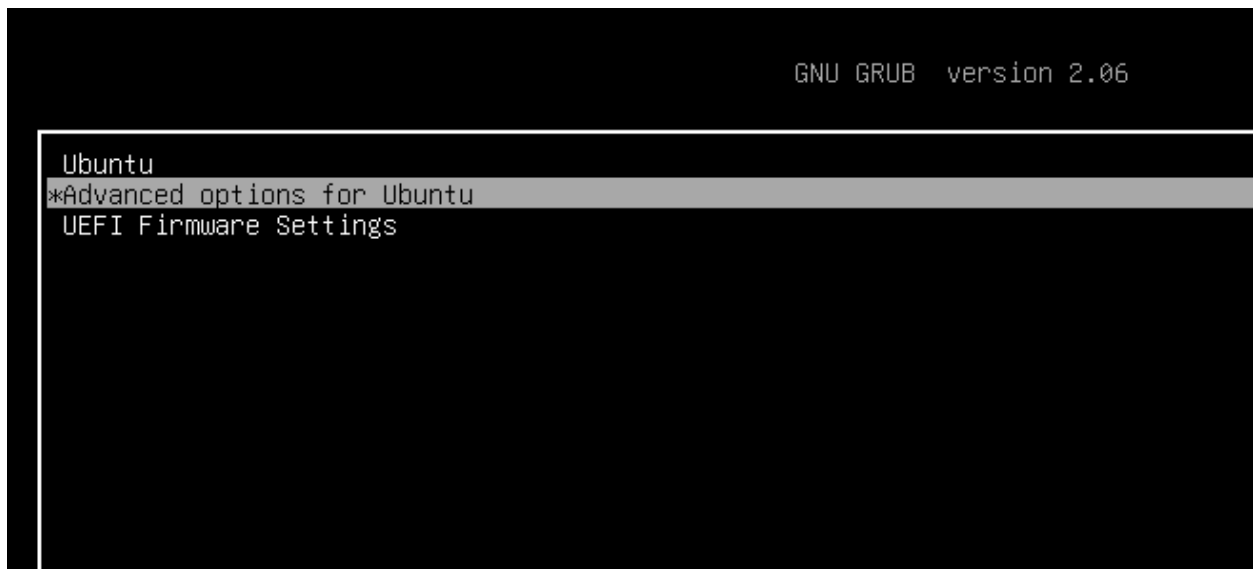 GNU GRUB  version 2.06
Ubuntu
*Advanced options for Ubuntu
UEFI Firmware Settings